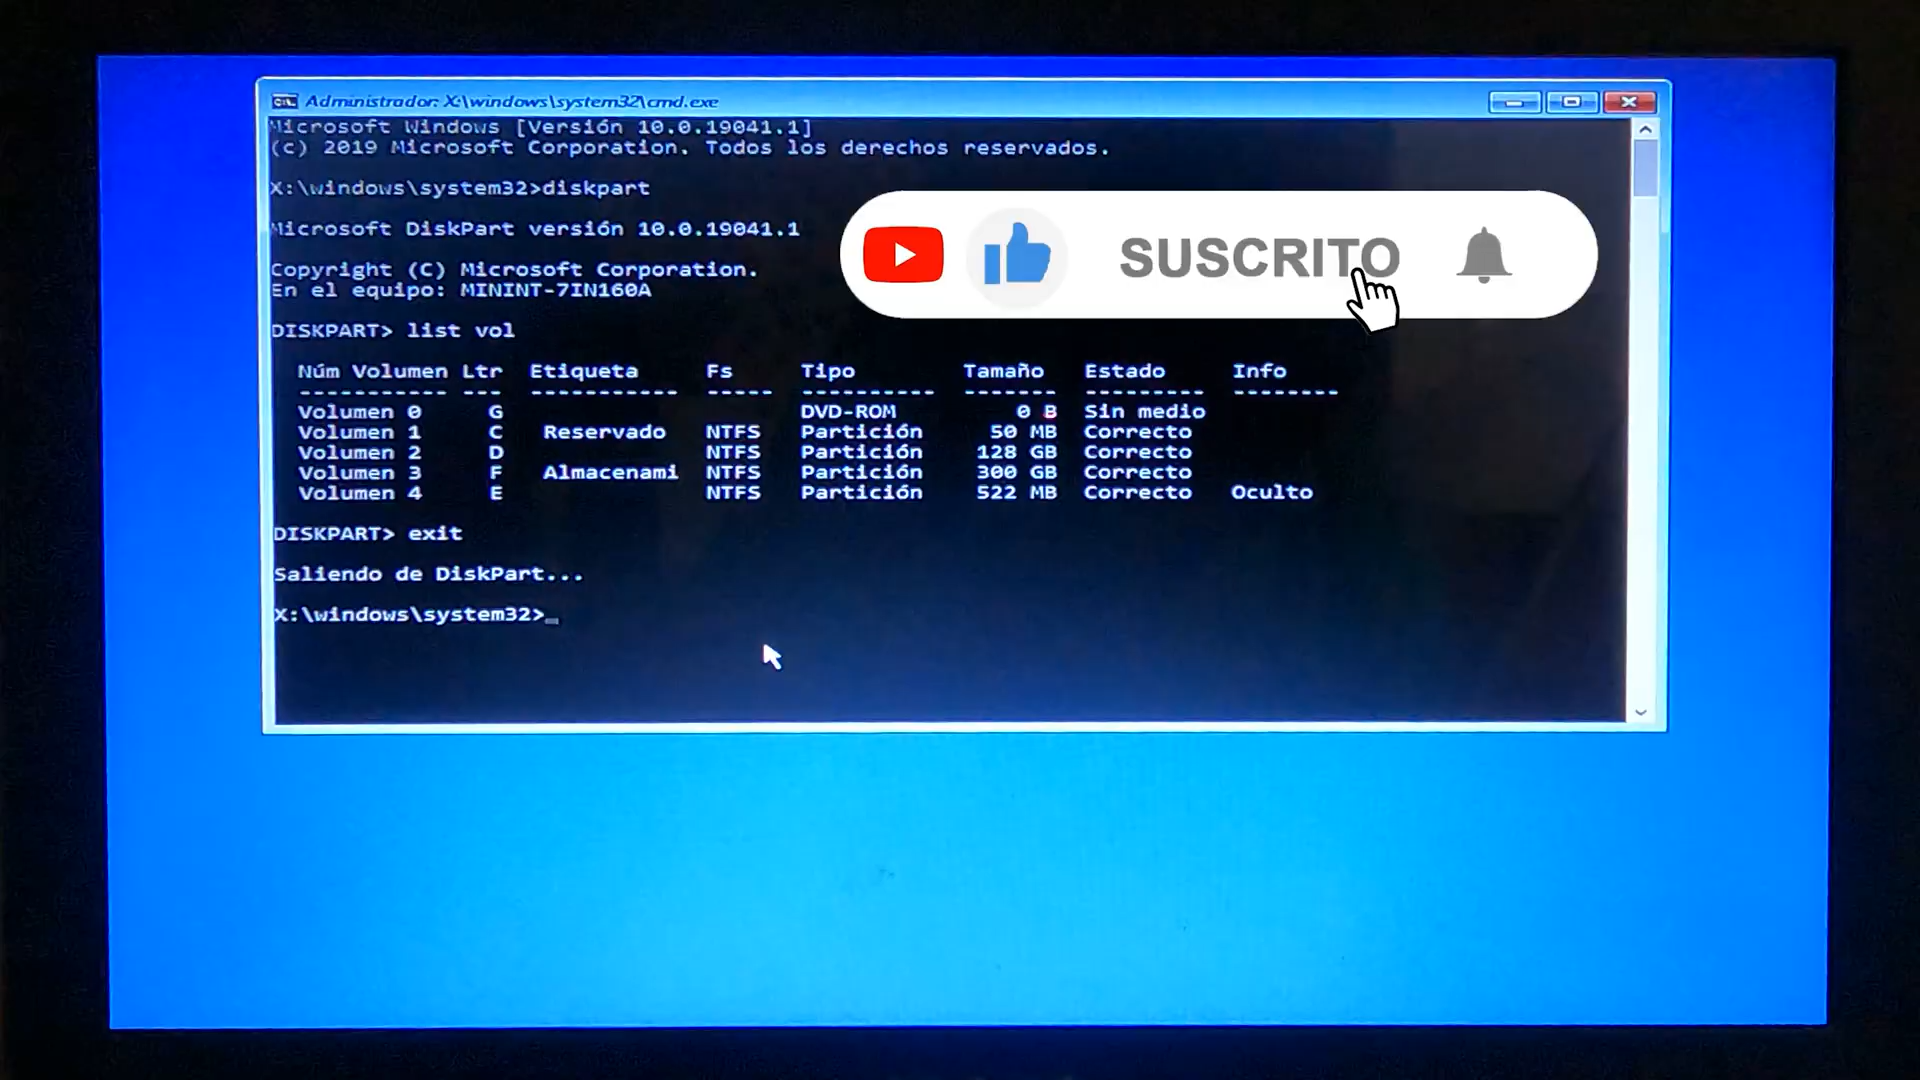 Administrador: X:\windows\system32\cmd.exe
Microsoft Windows [Versión 10.0.19041.1]
(c) 2019 Microsoft Corporation. Todos los derechos reservados.
X:\windows\system32>diskpart
Microsoft DiskPart versión 10.0.19041.1
SUSCRITO
Copyright (C) Microsoft Corporation.
En el equipo: MININT-7IN160A
DISKPART> list vol
Núm Volumen Ltr Etiqueta Fs Tipo Tamaño Estado Info
----------- --- ----------- ----- ---------- ------- --------- --------
Volumen 0 G DVD-ROM 0 B Sin medio
Volumen 1 C Reservado NTFS Partición 50 MB Correcto
Volumen 2 D NTFS Partición 128 GB Correcto
Volumen 3 F Almacenami NTFS Partición 300 GB Correcto
Volumen 4 E NTFS Partición 522 MB Correcto Oculto
DISKPART> exit
Saliendo de DiskPart...
X:\windows\system32>_